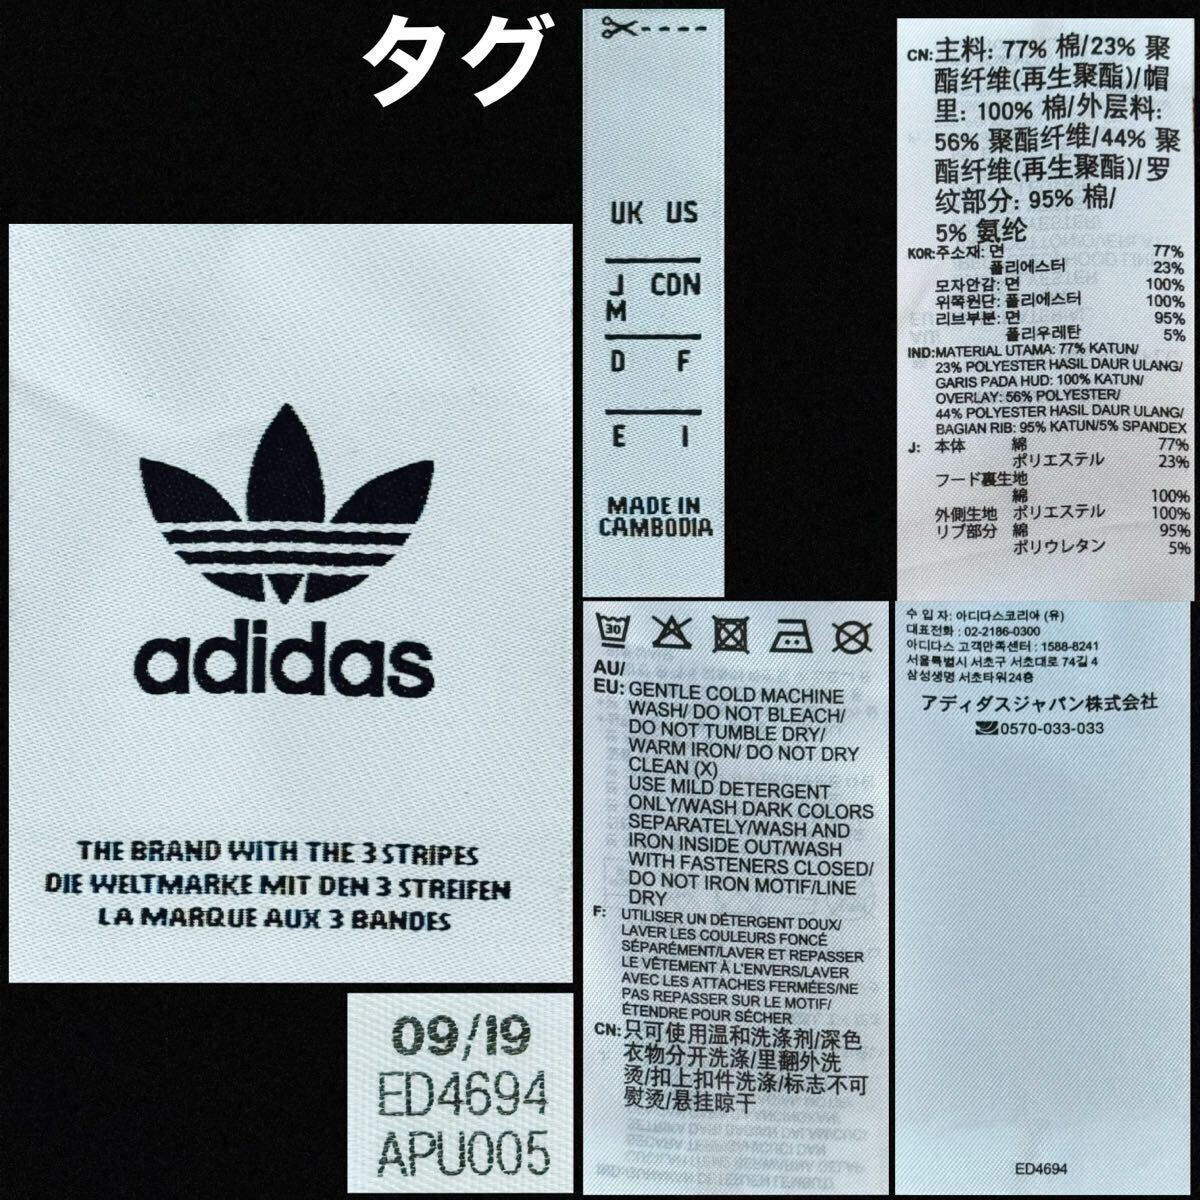 タグ
adidas
THE BRAND WITH THE 3 STRIPES
DIE WELTMARKE MIT DEN 3 STREIFEN
LA MARQUE AUX 3 BANDES
09/19
ED4694
APU005
UK US
J CDN
M
D F
E I
MADE IN
CAMBODIA
CN:主料: 77% 棉/23% 聚
酯纤维(再生聚酯)/帽
里: 100% 棉/外层料:
56% 聚酯纤维/44% 聚
酯纤维(再生聚酯)/罗
纹部分: 95% 棉/
5% 氨纶
KOR:주소재: 면 77%
폴리에스터 23%
모자안감: 면 100%
위쪽원단: 폴리에스터 100%
리브부분: 면 95%
폴리우레탄 5%
IND:MATERIAL UTAMA: 77% KATUN/
23% POLYESTER HASIL DAUR ULANG/
GARIS PADA HUD: 100% KATUN/
OVERLAY: 56% POLYESTER/
44% POLYESTER HASIL DAUR ULANG/
BAGIAN RIB: 95% KATUN/5% SPANDEX
J: 本体 綿 77%
ポリエステル 23%
フード裏生地
綿 100%
外側生地 ポリエステル 100%
リブ部分 綿 95%
ポリウレタン 5%
30
AU/
EU: GENTLE COLD MACHINE
WASH/ DO NOT BLEACH/
DO NOT TUMBLE DRY/
WARM IRON/ DO NOT DRY
CLEAN (X)
USE MILD DETERGENT
ONLY/WASH DARK COLORS
SEPARATELY/WASH AND
IRON INSIDE OUT/WASH
WITH FASTENERS CLOSED/
DO NOT IRON MOTIF/LINE
DRY
F: UTILISER UN DÉTERGENT DOUX/
LAVER LES COULEURS FONCÉ
SÉPARÉMENT/LAVER ET REPASSER
LE VÊTEMENT À L'ENVERS/LAVER
AVEC LES ATTACHES FERMÉES/NE
PAS REPASSER SUR LE MOTIF/
ÉTENDRE POUR SÉCHER
CN:只可使用温和洗涤剂/深色
衣物分开洗涤/里翻外洗
烫/扣上扣件洗涤/标志不可
熨烫/悬挂晾干
수 입 자: 아디다스코리아 (유)
대표전화 : 02-2186-0300
아디다스 고객만족센터 : 1588-8241
서울특별시 서초구 서초대로 74길 4
삼성생명 서초타워 24층
アディダスジャパン株式会社
0570-033-033
ED4694